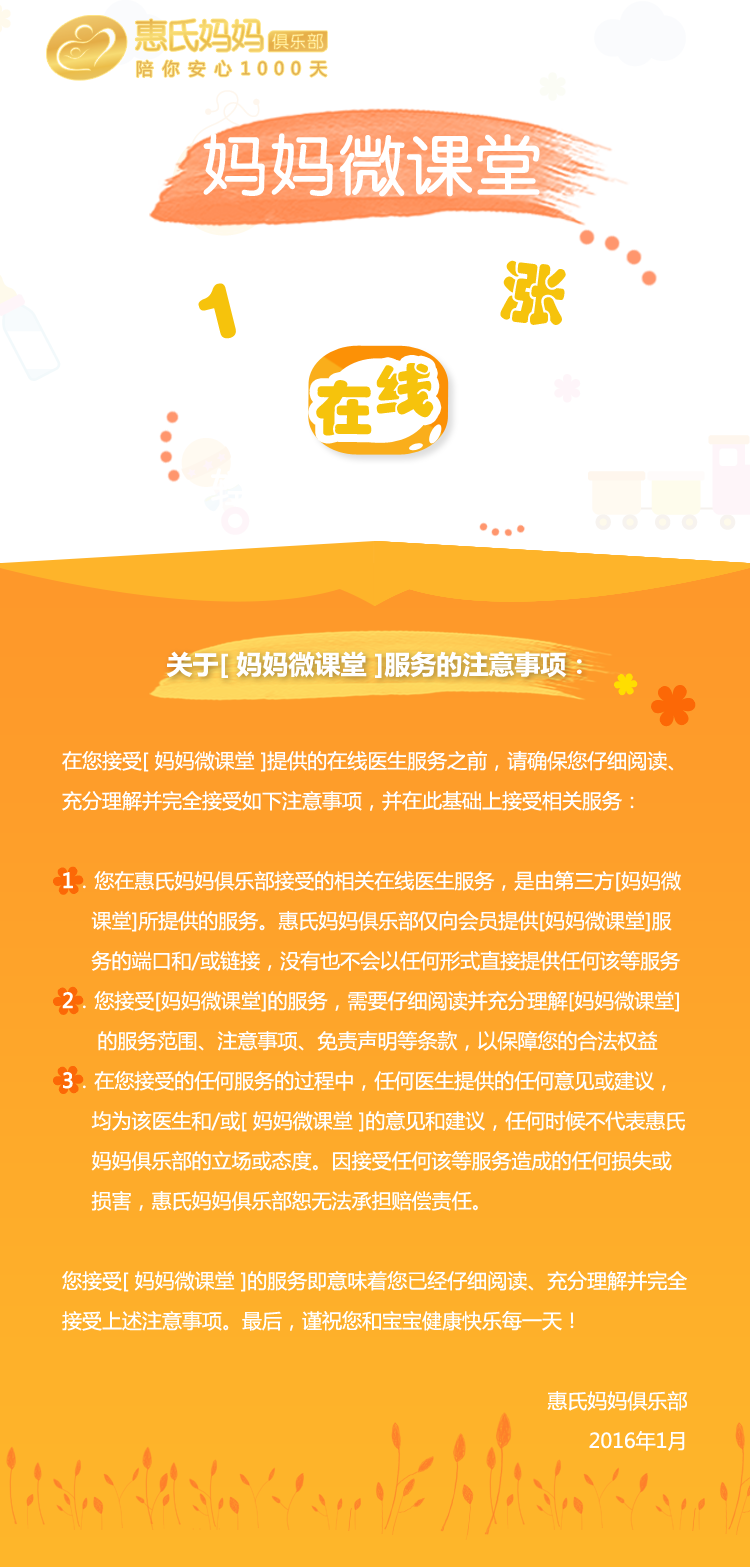 惠氏妈妈俱乐部
陪你安心1000天
妈妈微课堂
1
涨
在线
关于[ 妈妈微课堂 ]服务的注意事项：
在您接受[ 妈妈微课堂 ]提供的在线医生服务之前，请确保您仔细阅读、
充分理解并完全接受如下注意事项，并在此基础上接受相关服务：
1. 您在惠氏妈妈俱乐部接受的相关在线医生服务，是由第三方[妈妈微
课堂]所提供的服务。惠氏妈妈俱乐部仅向会员提供[妈妈微课堂]服
务的端口和/或链接，没有也不会以任何形式直接提供任何该等服务
2. 您接受[妈妈微课堂]的服务，需要仔细阅读并充分理解[妈妈微课堂]
的服务范围、注意事项、免责声明等条款，以保障您的合法权益
3. 在您接受的任何服务的过程中，任何医生提供的任何意见或建议，
均为该医生和/或[ 妈妈微课堂 ]的意见和建议，任何时候不代表惠氏
妈妈俱乐部的立场或态度。因接受任何该等服务造成的任何损失或
损害，惠氏妈妈俱乐部恕无法承担赔偿责任。
您接受[ 妈妈微课堂 ]的服务即意味着您已经仔细阅读、充分理解并完全
接受上述注意事项。最后，谨祝您和宝宝健康快乐每一天！
惠氏妈妈俱乐部
2016年1月